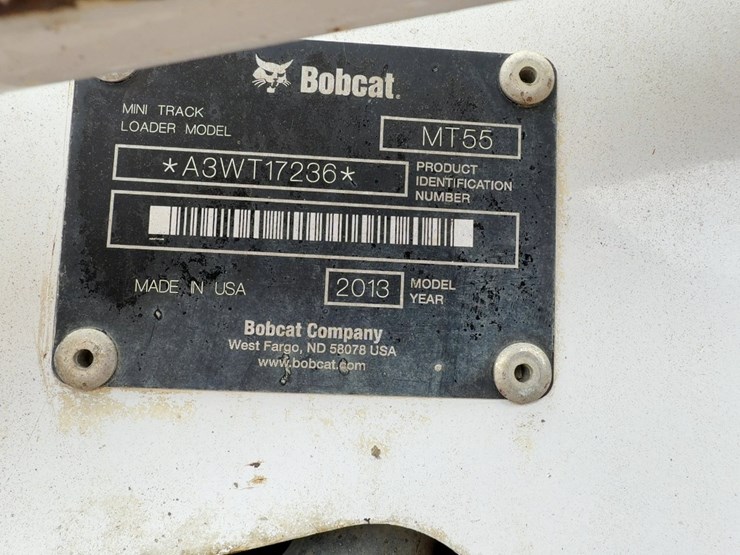 Bobcat.
MINI TRACK
LOADER MODEL
MT55
*A3WT17236*
PRODUCT
IDENTIFICATION
NUMBER
MADE IN USA
2013
MODEL
YEAR
Bobcat Company
West Fargo, ND 58078 USA
www.bobcat.com